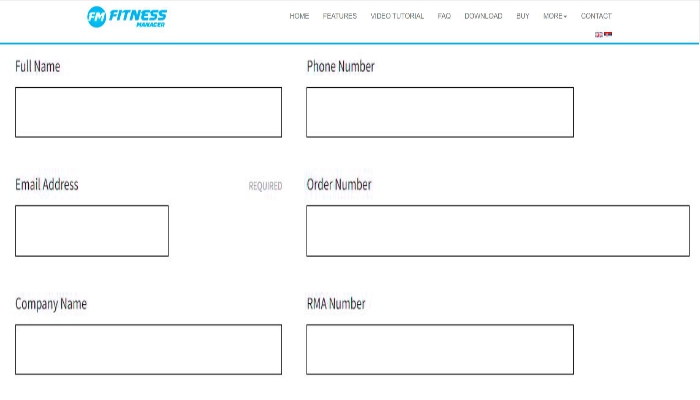 FM FITNESS
MANAGER
HOME FEATURES VIDEO TUTORIAL FAQ DOWNLOAD BUY MORE CONTACT
Full Name Phone Number
Email Address REQUIRED Order Number
Company Name RMA Number